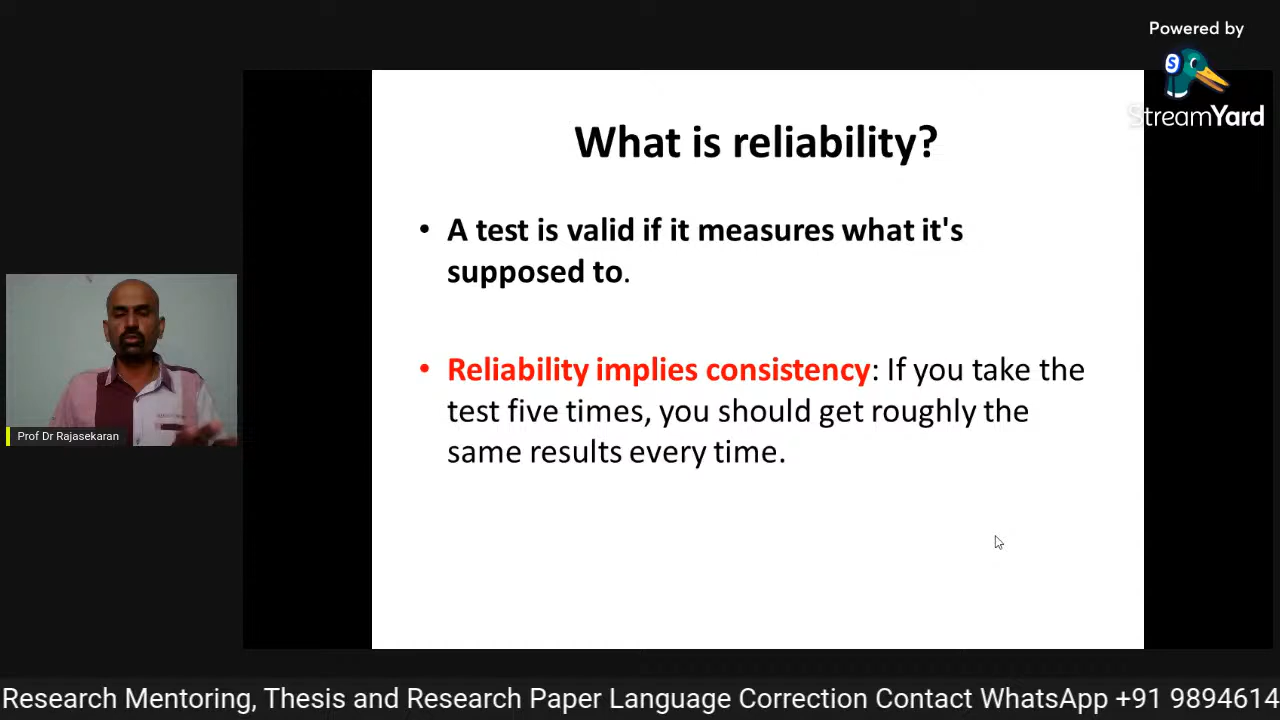 Powered by
S
StreamYard
What is reliability?
• A test is valid if it measures what it's
supposed to.
• Reliability implies consistency: If you take the
test five times, you should get roughly the
same results every time.
Prof Dr Rajasekaran
Research Mentoring, Thesis and Research Paper Language Correction Contact WhatsApp +91 9894614